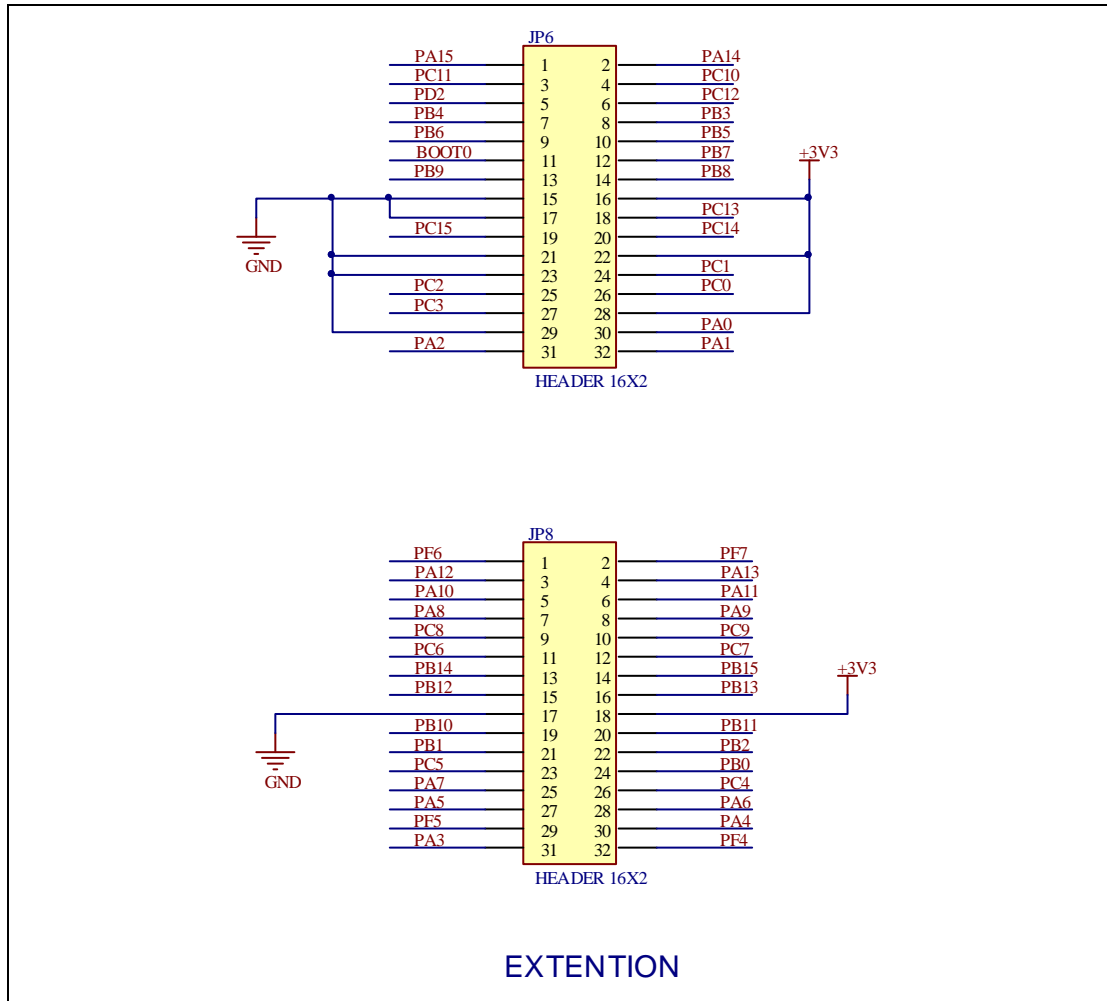 JP6
PA15 1 2 PA14
PC11 3 4 PC10
PD2 5 6 PC12
PB4 7 8 PB3
PB6 9 10 PB5
BOOT0 11 12 PB7
+3V3
PB9 13 14 PB8
15 16
17 18 PC13
PC15 19 20 PC14
21 22
GND
23 24 PC1
PC2 25 26 PC0
PC3 27 28
29 30 PA0
PA2 31 32 PA1
HEADER 16X2
JP8
PF6 1 2 PF7
PA12 3 4 PA13
PA10 5 6 PA11
PA8 7 8 PA9
PC8 9 10 PC9
PC6 11 12 PC7
PB14 13 14 PB15 +3V3
PB12 15 16 PB13
17 18
PB10 19 20 PB11
PB1 21 22 PB2
PC5 23 24 PB0
GND
PA7 25 26 PC4
PA5 27 28 PA6
PF5 29 30 PA4
PA3 31 32 PF4
HEADER 16X2
EXTENTION